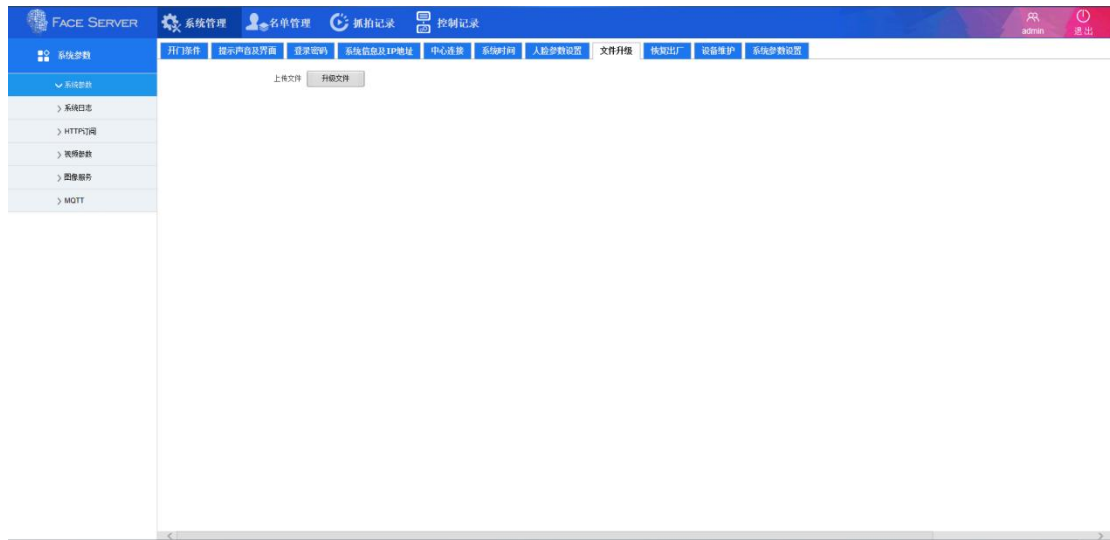 FACE SERVER
系统管理
名单管理
抓拍记录
控制记录
admin
退出
系统参数
开门条件
提示声音及界面
登录密码
系统信息及IP地址
中心连接
系统时间
人脸参数设置
文件升级
恢复出厂
设备维护
系统参数设置
上传文件
升级文件
系统参数
系统日志
HTTP订阅
视频参数
图像服务
MQTT